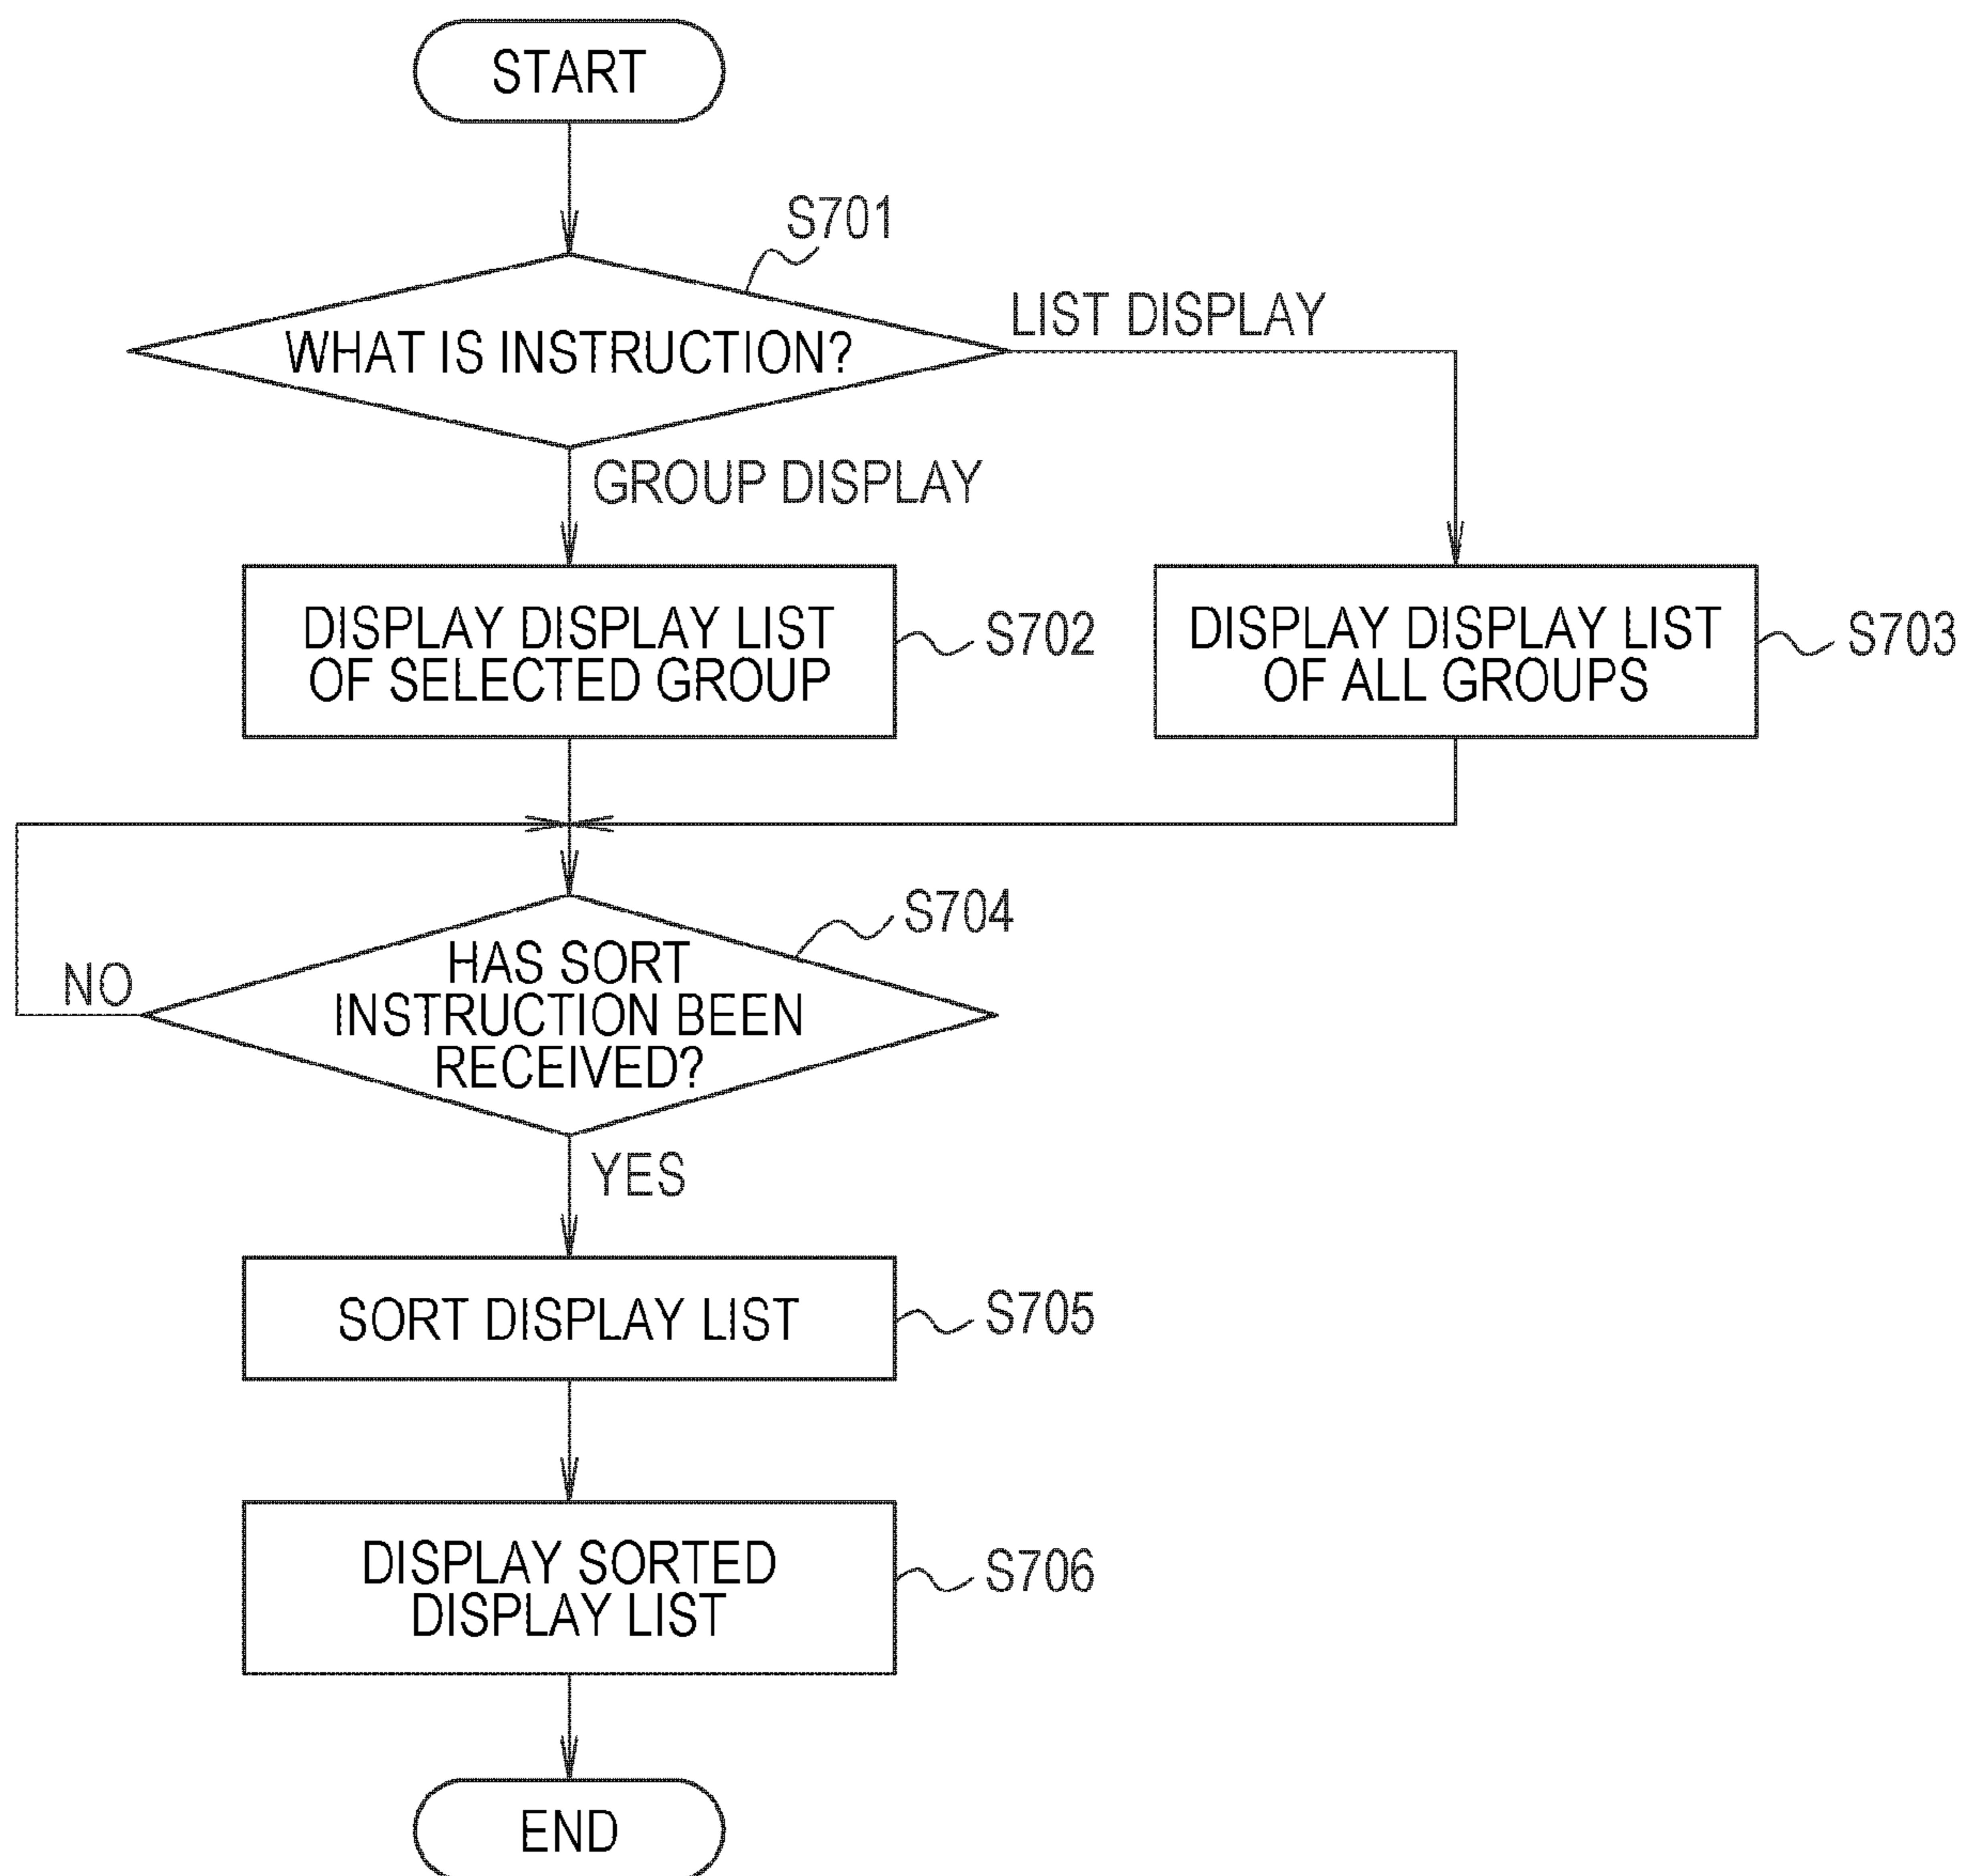 START
S701
WHAT IS INSTRUCTION?
LIST DISPLAY
GROUP DISPLAY
DISPLAY DISPLAY LIST
OF SELECTED GROUP
S702
DISPLAY DISPLAY LIST
OF ALL GROUPS
S703
S704
HAS SORT
INSTRUCTION BEEN
RECEIVED?
NO
YES
SORT DISPLAY LIST
S705
DISPLAY SORTED
DISPLAY LIST
S706
END